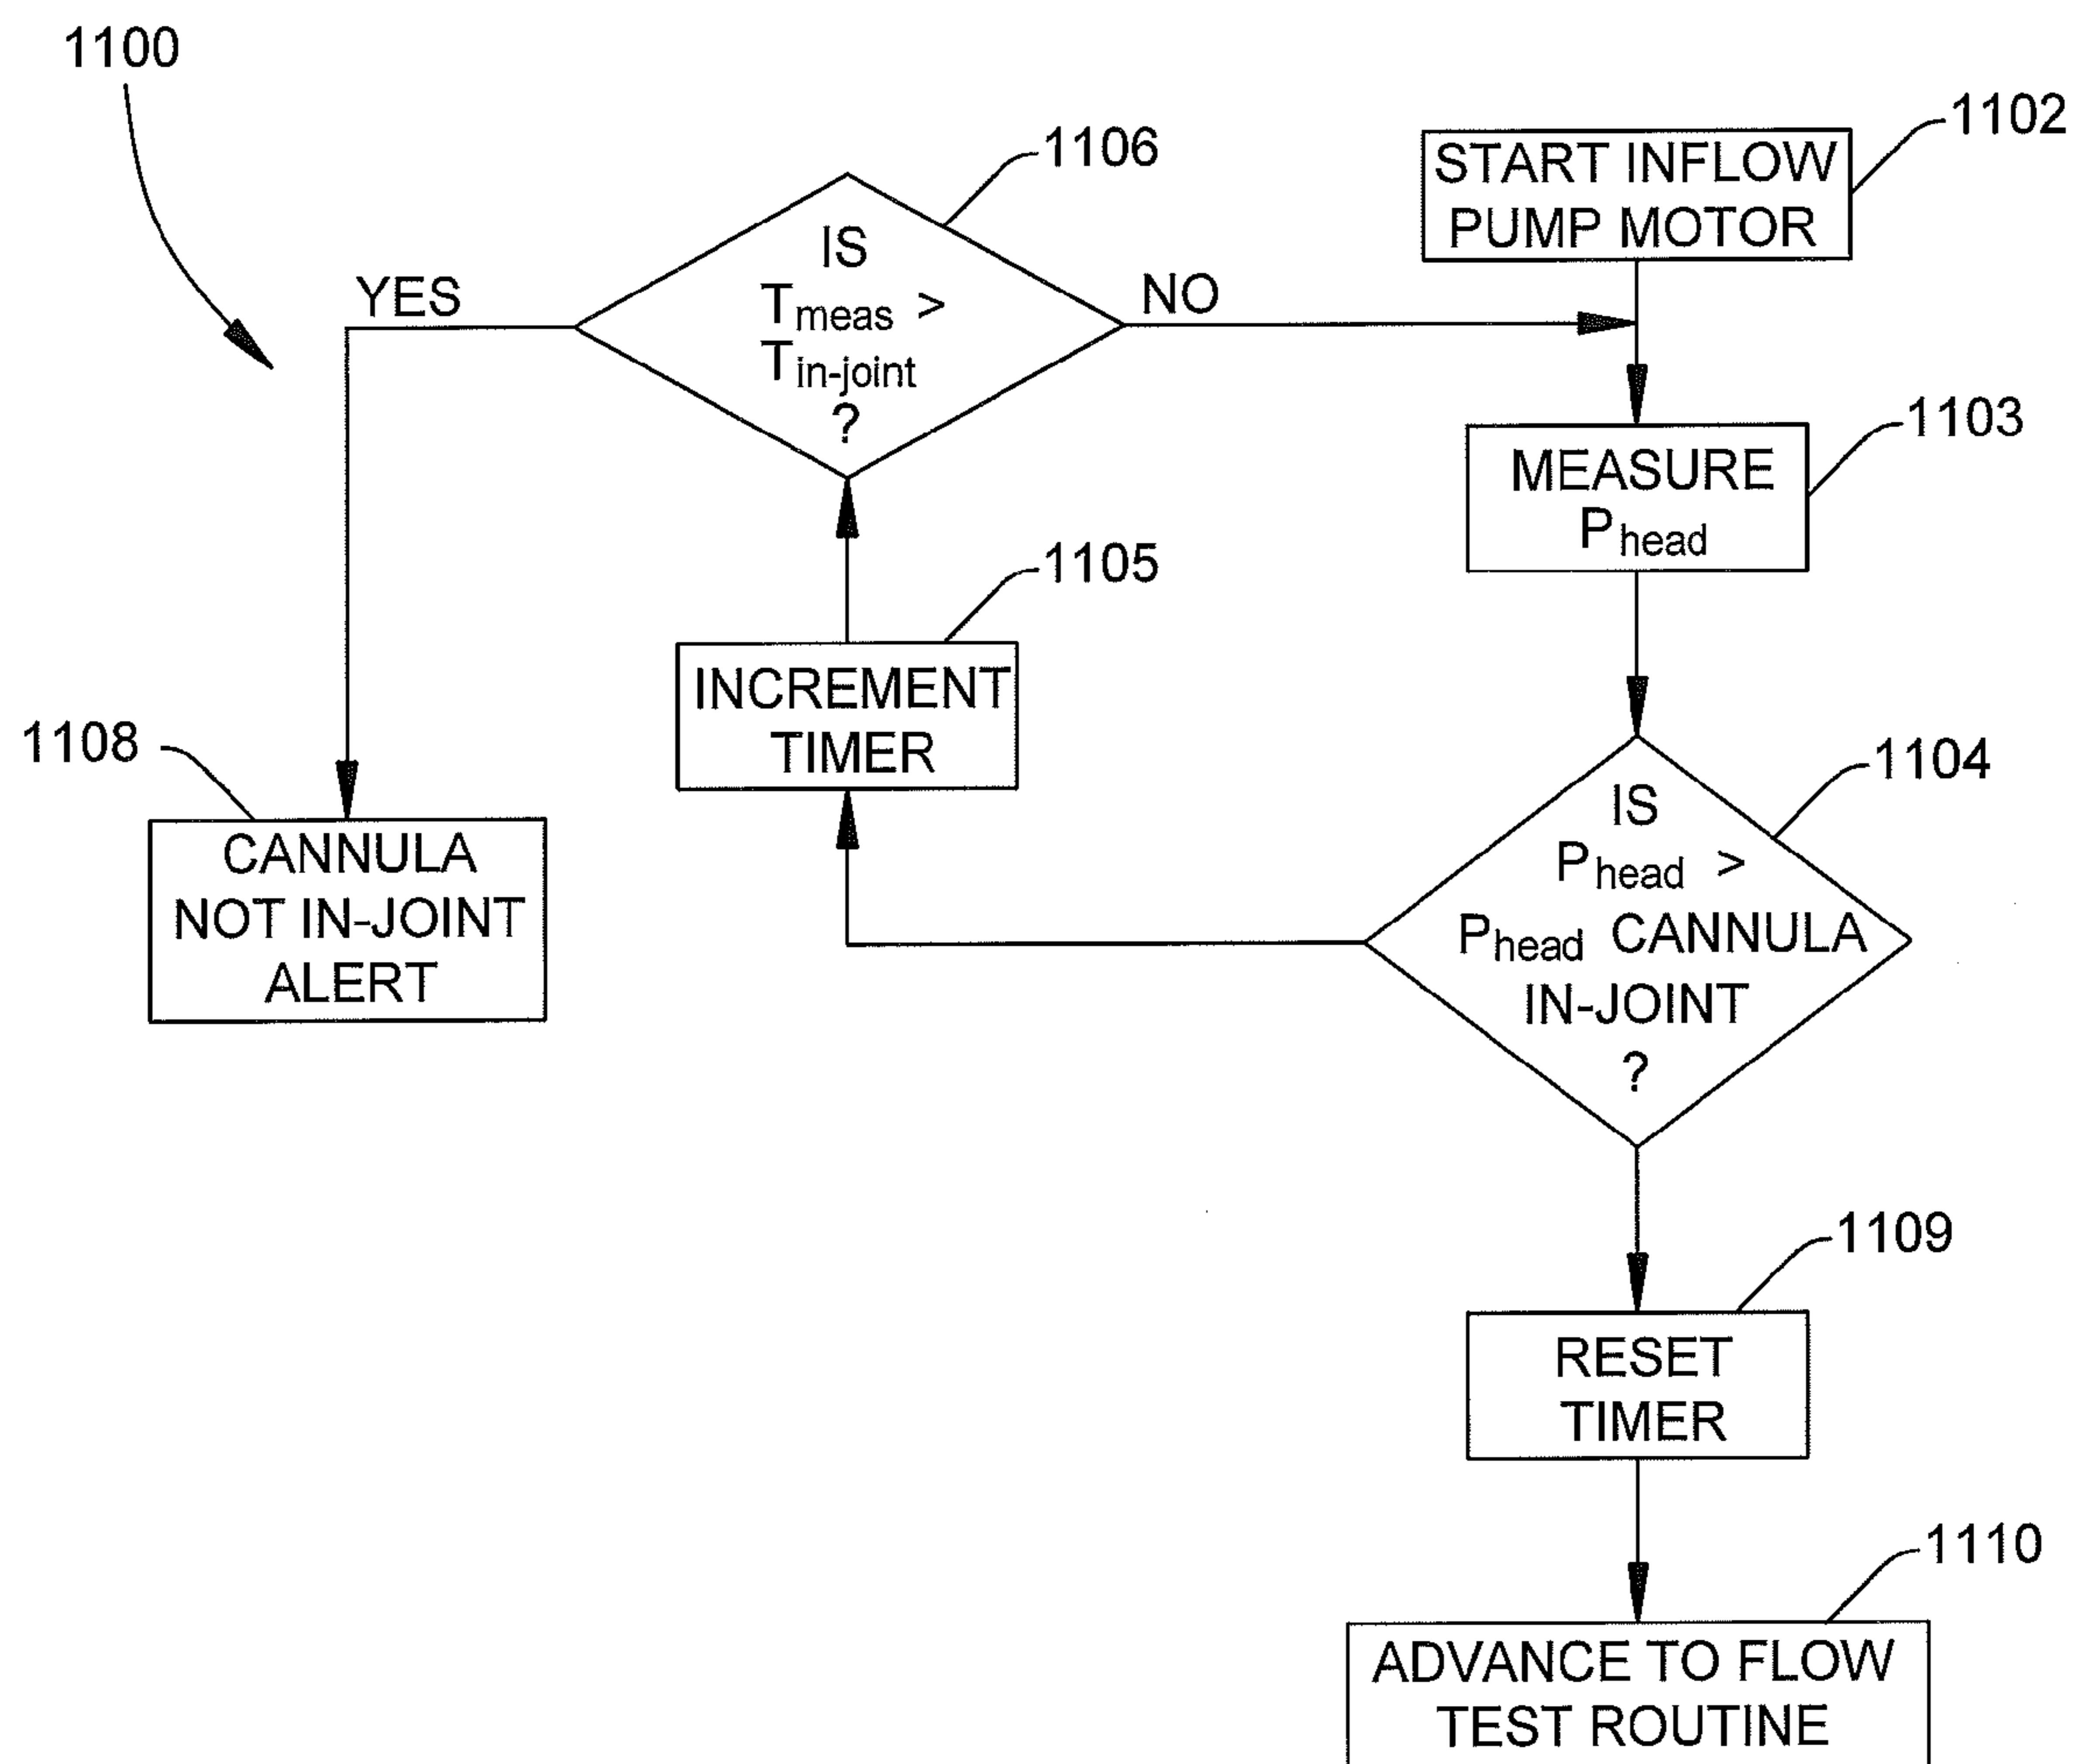 1100
1102
START INFLOW
PUMP MOTOR
1106
IS
Tmeas >
Tin-joint
?
YES
NO
1103
MEASURE
Phead
1105
INCREMENT
TIMER
1104
IS
Phead >
Phead CANNULA
IN-JOINT
?
1108
CANNULA
NOT IN-JOINT
ALERT
1109
RESET
TIMER
1110
ADVANCE TO FLOW
TEST ROUTINE